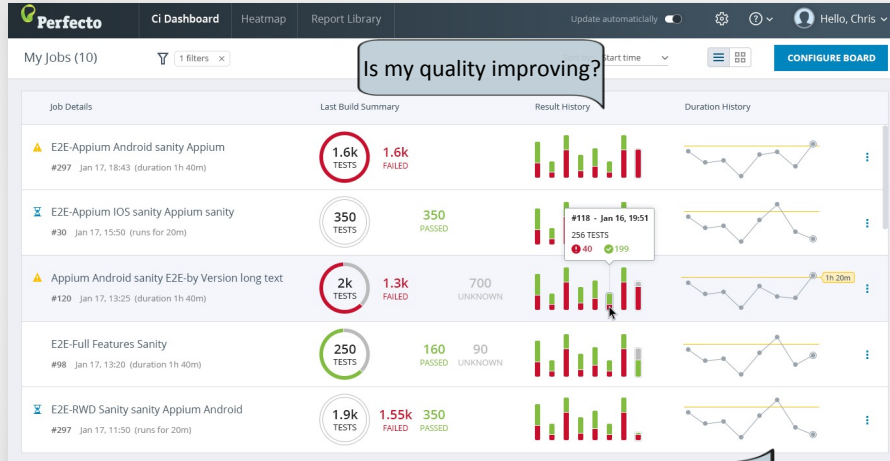 Perfecto
Ci Dashboard
Heatmap
Report Library
Update automaticlally
Hello, Chris
My Jobs (10)
1 filters ×
Is my quality improving?
Start time
CONFIGURE BOARD
Job Details
Last Build Summary
Result History
Duration History
E2E-Appium Android sanity Appium
#297 Jan 17, 18:43 (duration 1h 40m)
1.6k
TESTS
1.6k
FAILED
E2E-Appium IOS sanity Appium sanity
#30 Jan 17, 15:50 (runs for 20m)
350
TESTS
350
PASSED
#118 - Jan 16, 19:51
256 TESTS
40 199
Appium Android sanity E2E-by Version long text
#120 Jan 17, 13:25 (duration 1h 40m)
2k
TESTS
1.3k
FAILED
700
UNKNOWN
1h 20m
E2E-Full Features Sanity
#98 Jan 17, 13:20 (duration 1h 40m)
250
TESTS
160
PASSED
90
UNKNOWN
E2E-RWD Sanity sanity Appium Android
#297 Jan 17, 11:50 (runs for 20m)
1.9k
TESTS
1.55k
FAILED
350
PASSED